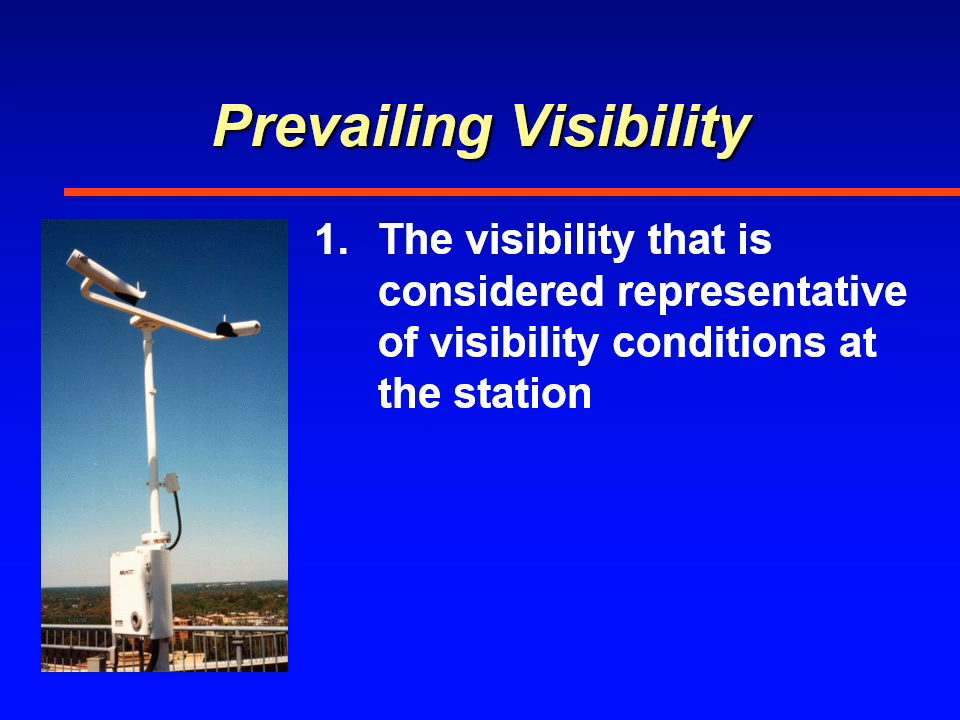 Prevailing Visibility
1. The visibility that is
considered representative
of visibility conditions at
the station